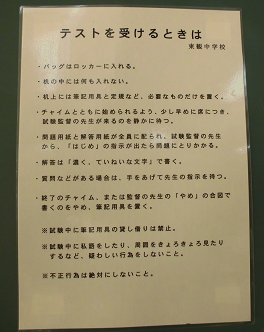 テストを受けるときは
東観中学校
・バッグはロッカーに入れる。
・机の中には何も入れない。
・机上には筆記用具と定規など、必要なものだけを置く。
・チャイムとともに始められるよう、少し早めに席につき、
試験監督の先生が来るのを静かに待つ。
・問題用紙と解答用紙が全員に配られ、試験監督の先生
から、「はじめ」の指示が出たら問題にとりかかる。
・解答は「濃く、ていねいな文字」で書く。
・質問などがある場合は、手をあげて先生の指示を待つ。
・終了のチャイム、または監督の先生の「やめ」の合図で
書くのをやめ、筆記用具を置く。
※試験中に筆記用具の貸し借りは禁止。
※試験中に私語をしたり、周囲をきょろきょろ見たり
するなど、疑わしい行為をしないこと。
※不正行為は絶対にしないこと。